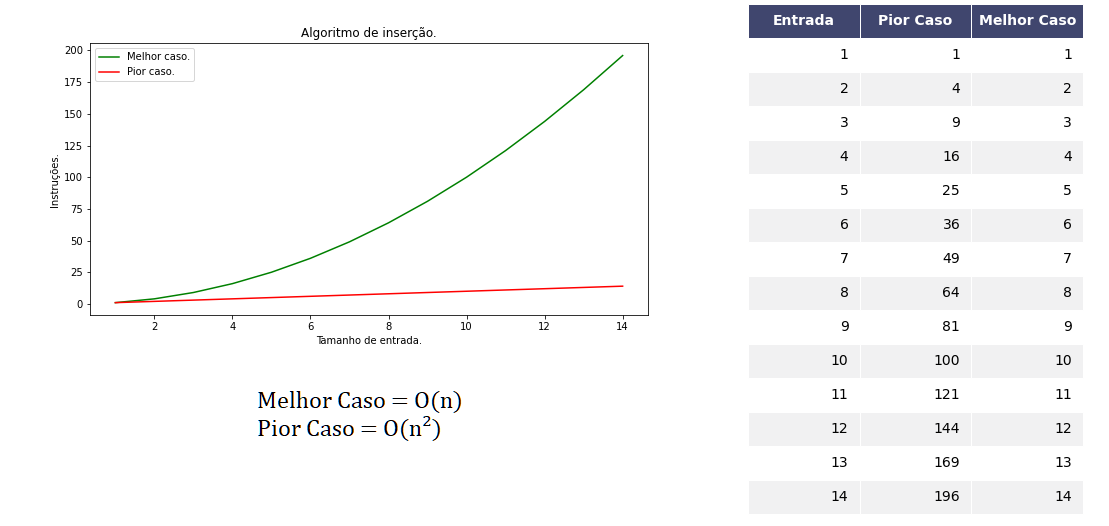 Algoritmo de inserção.
Melhor caso.
Pior caso.
200
175
150
125
100
75
50
25
0
Instruções.
2 4 6 8 10 12 14
Tamanho de entrada.
Melhor Caso = O(n)
Pior Caso = O(n²)
Entrada Pior Caso Melhor Caso
1 1 1
2 4 2
3 9 3
4 16 4
5 25 5
6 36 6
7 49 7
8 64 8
9 81 9
10 100 10
11 121 11
12 144 12
13 169 13
14 196 14